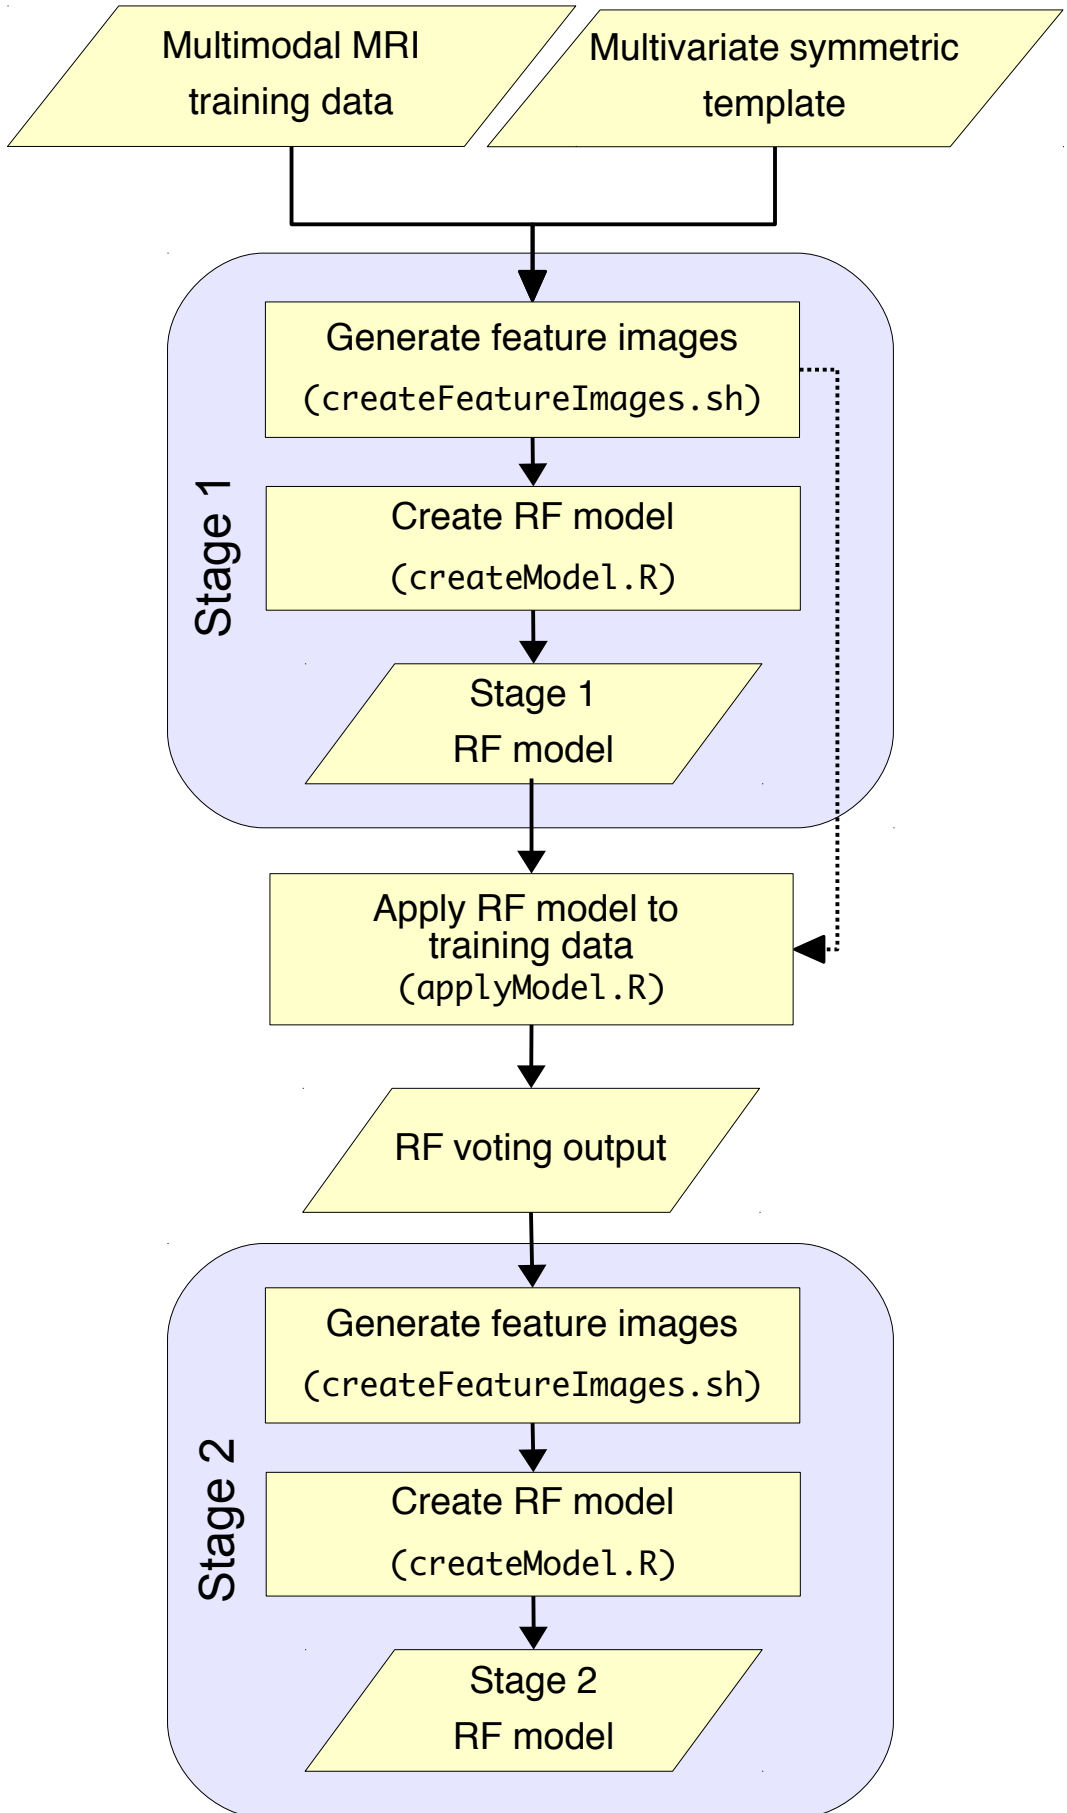 Multimodal MRI
training data
Multivariate symmetric
template
Generate feature images
(createFeatureImages.sh)
Stage 1
Create RF model
(createModel.R)
Stage 1
RF model
Apply RF model to
training data
(applyModel.R)
RF voting output
Generate feature images
(createFeatureImages.sh)
Stage 2
Create RF model
(createModel.R)
Stage 2
RF model